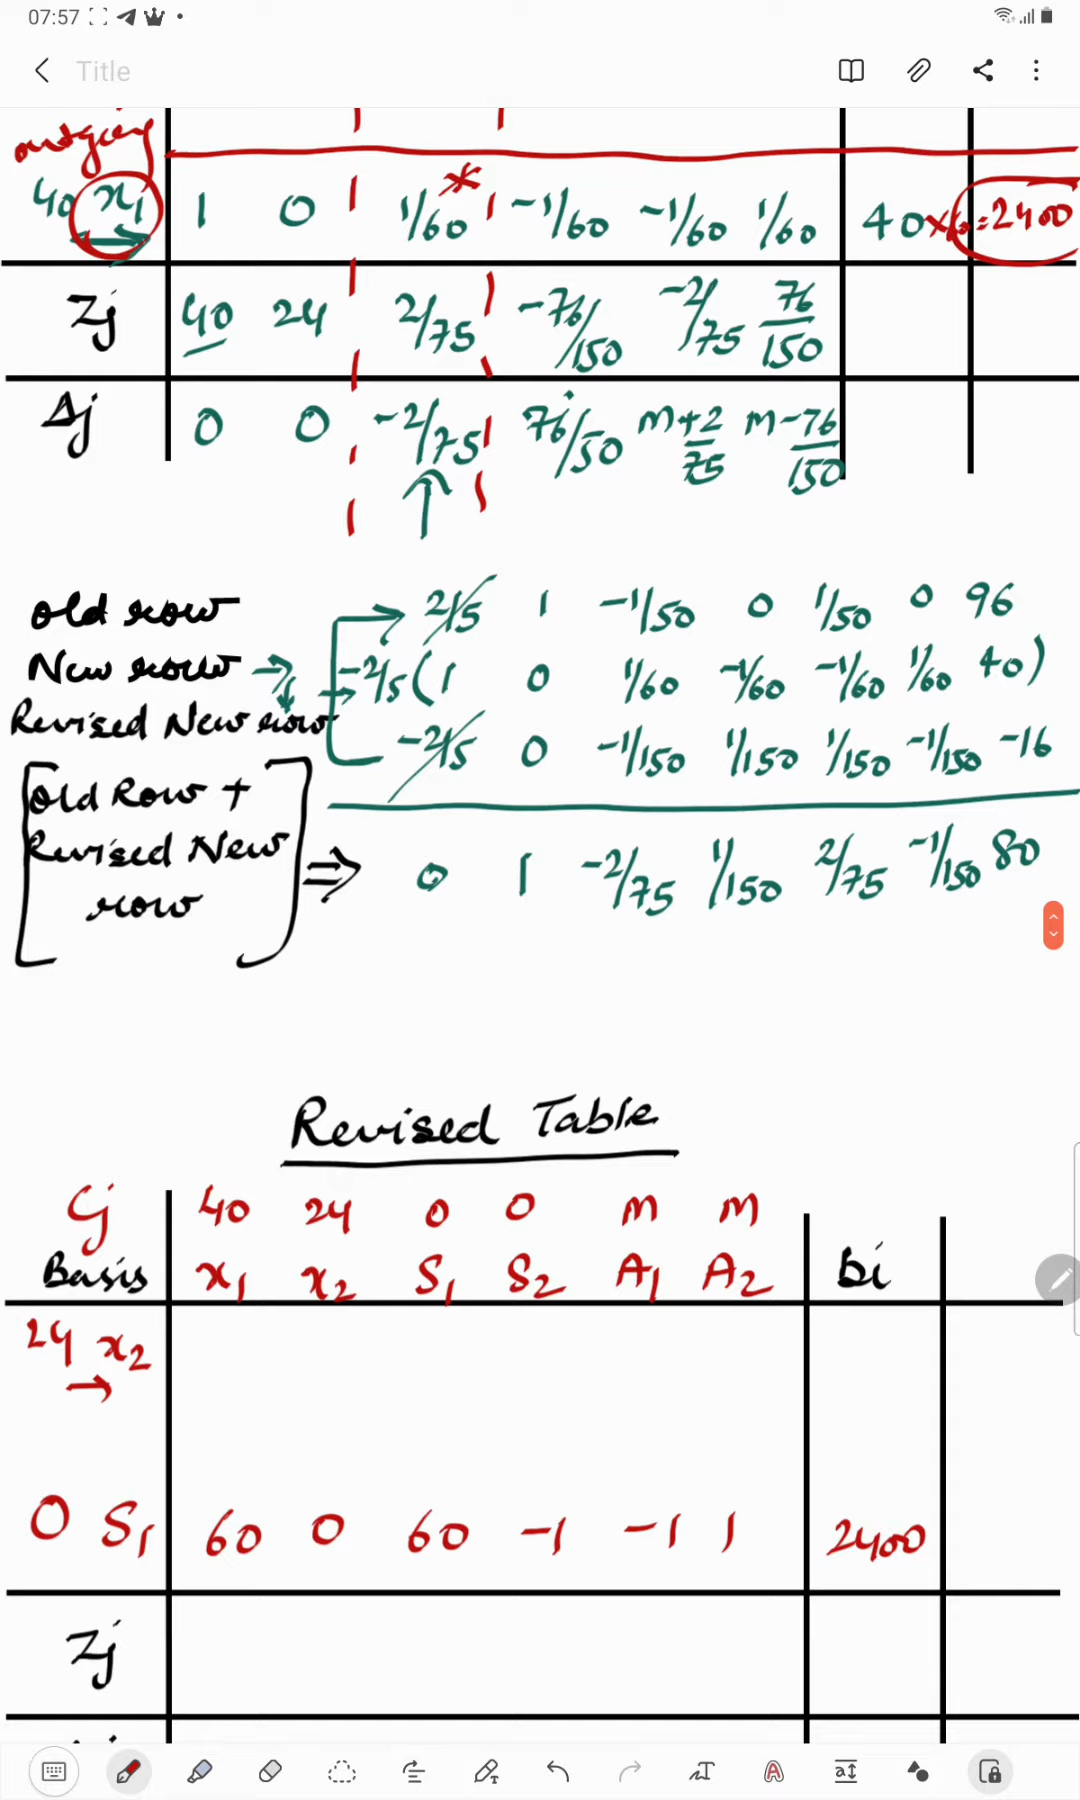 07:57
Title
outgoing
40 x1 1 0 1/60 * -1/60 -1/60 1/60 40 x60 = 2400
Zj 40 24 2/75 -76/150 -2/75 76/150
Δj 0 0 -2/75 76/150 M+2/75 M-76/150
↑
old row 2/5 1 -1/50 0 1/50 0 96
New row → -2/5 (1 0 1/60 -1/60 -1/60 1/60 40)
Revised New row -2/5 0 -1/150 1/150 1/150 -1/150 -16
[old Row +
Revised New ⇒ 0 1 -2/75 1/150 2/75 -1/150 80
row]
Revised Table
Cj 40 24 0 0 M M
Basis x1 x2 S1 S2 A1 A2 bi
24 x2
→
0 S1 60 0 60 -1 -1 1 2400
Zj